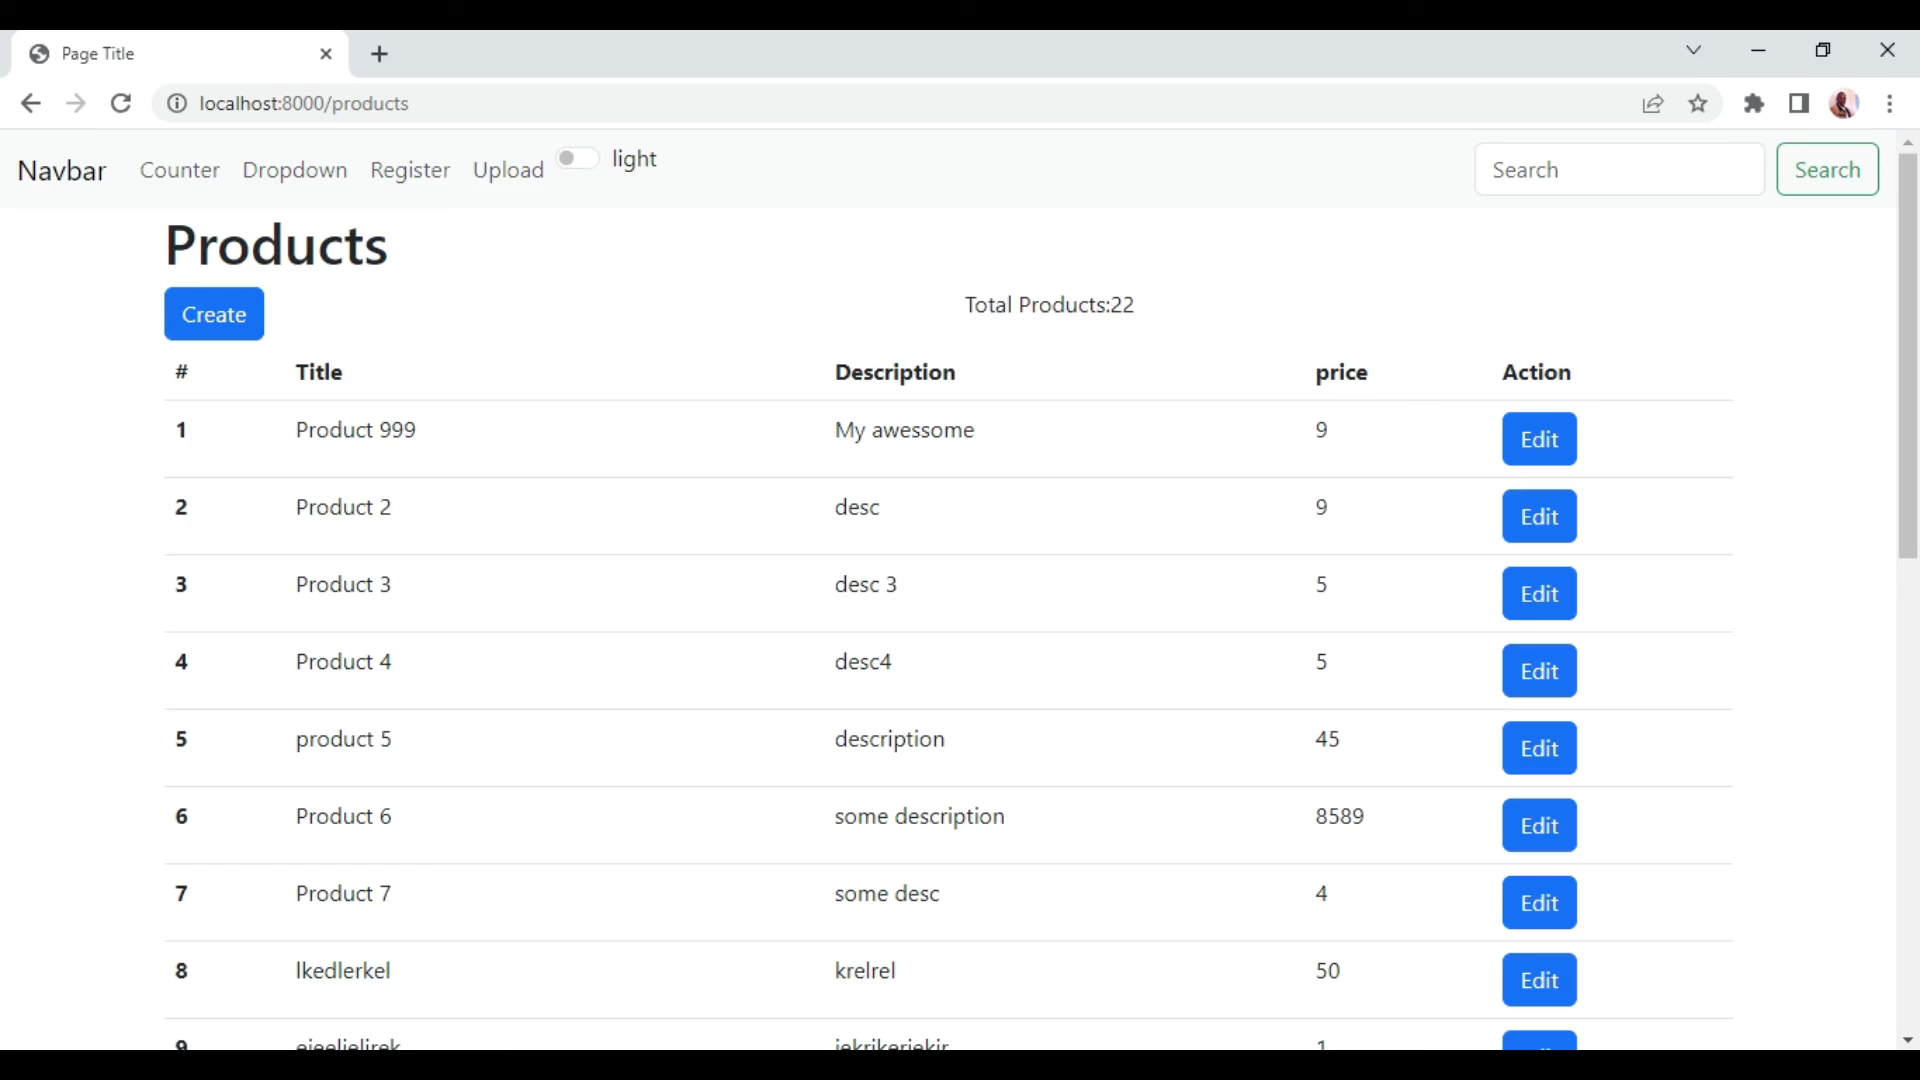 Page Title
localhost:8000/products
Navbar Counter Dropdown Register Upload light Search Search
Products
Create Total Products:22
# Title Description price Action
1 Product 999 My awessome 9 Edit
2 Product 2 desc 9 Edit
3 Product 3 desc 3 5 Edit
4 Product 4 desc4 5 Edit
5 product 5 description 45 Edit
6 Product 6 some description 8589 Edit
7 Product 7 some desc 4 Edit
8 lkedlerkel krelrel 50 Edit
9 1